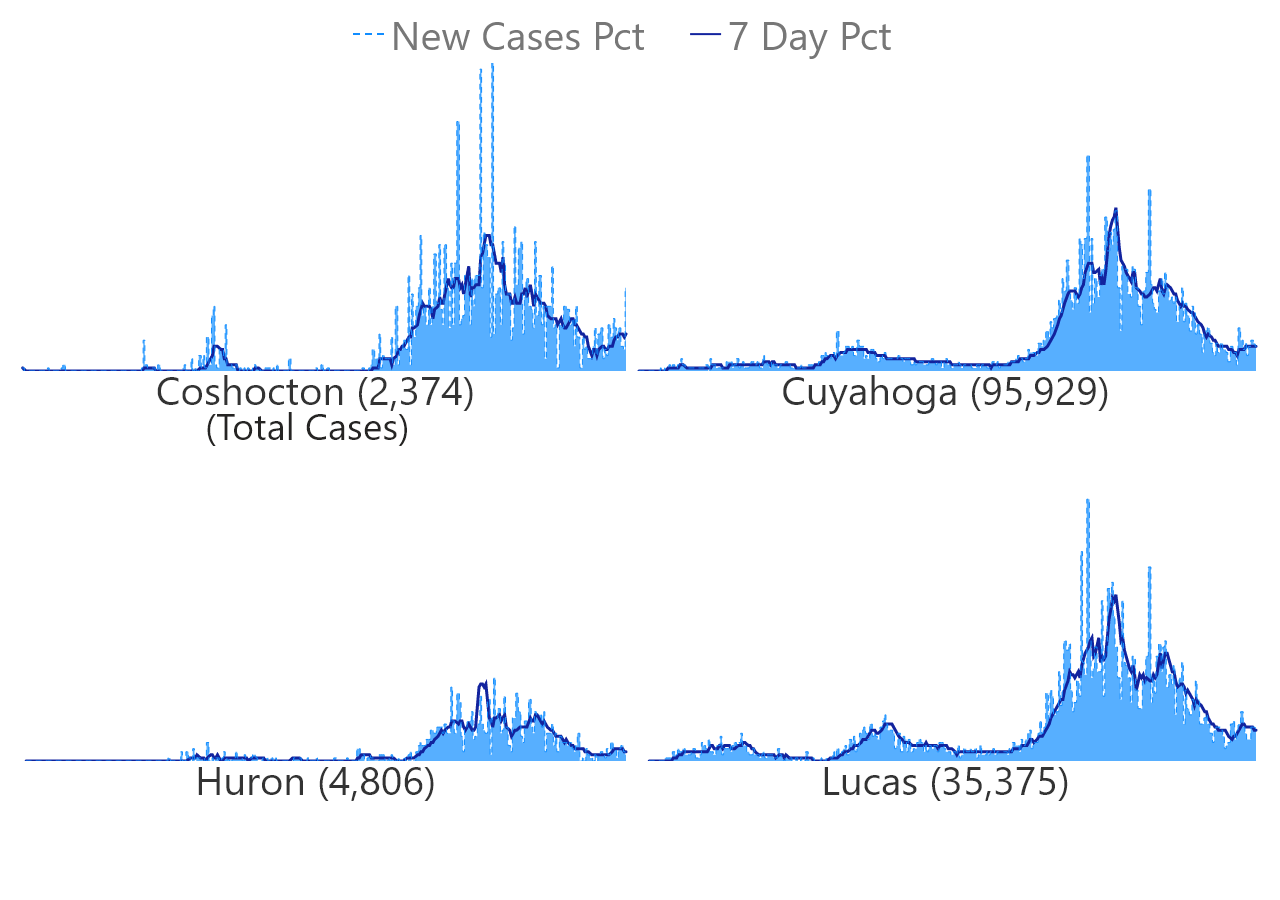 New Cases Pct 7 Day Pct
Coshocton (2,374) Cuyahoga (95,929)
(Total Cases)
Huron (4,806) Lucas (35,375)